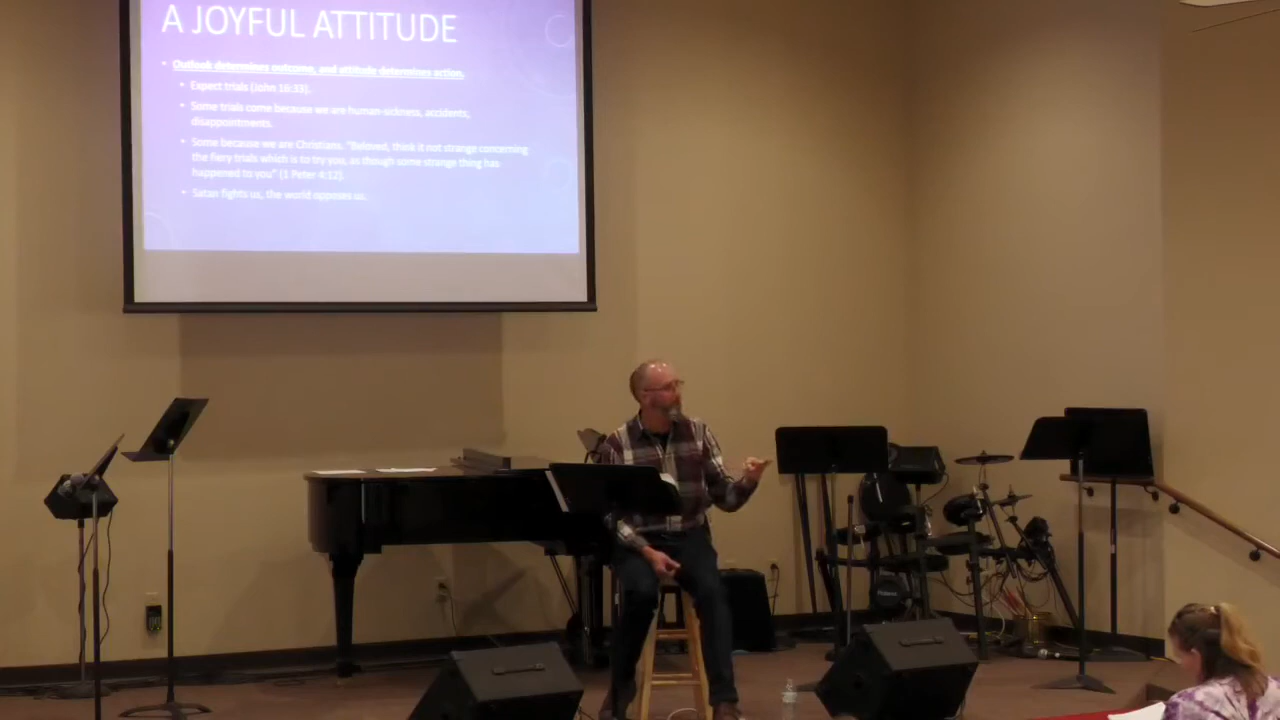 A JOYFUL ATTITUDE
• Outlook determines outcome, and attitude determines action.
• Expect trials (John 16:33).
• Some trials come because we are human-sickness, accidents,
disappointments.
• Some because we are Christians. "Beloved, think it not strange concerning
the fiery trials which is to try you, as though some strange thing has
happened to you" (1 Peter 4:12).
• Satan fights us, the world opposes us.
Roland